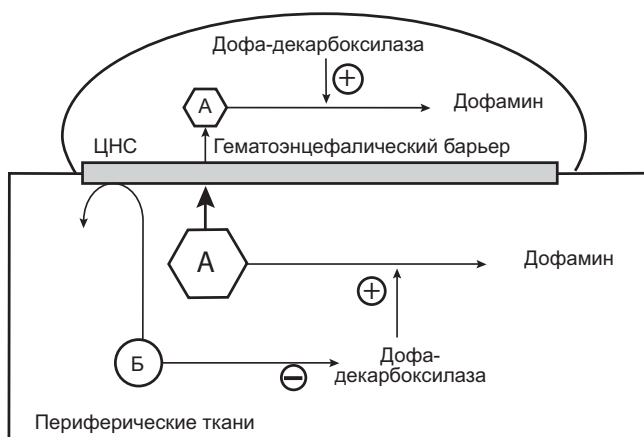 Дофа-декарбоксилаза
+
А
Дофамин
ЦНС
Гематоэнцефалический барьер
А
Дофамин
+
Б
Дофа-
декарбоксилаза
−
Периферические ткани